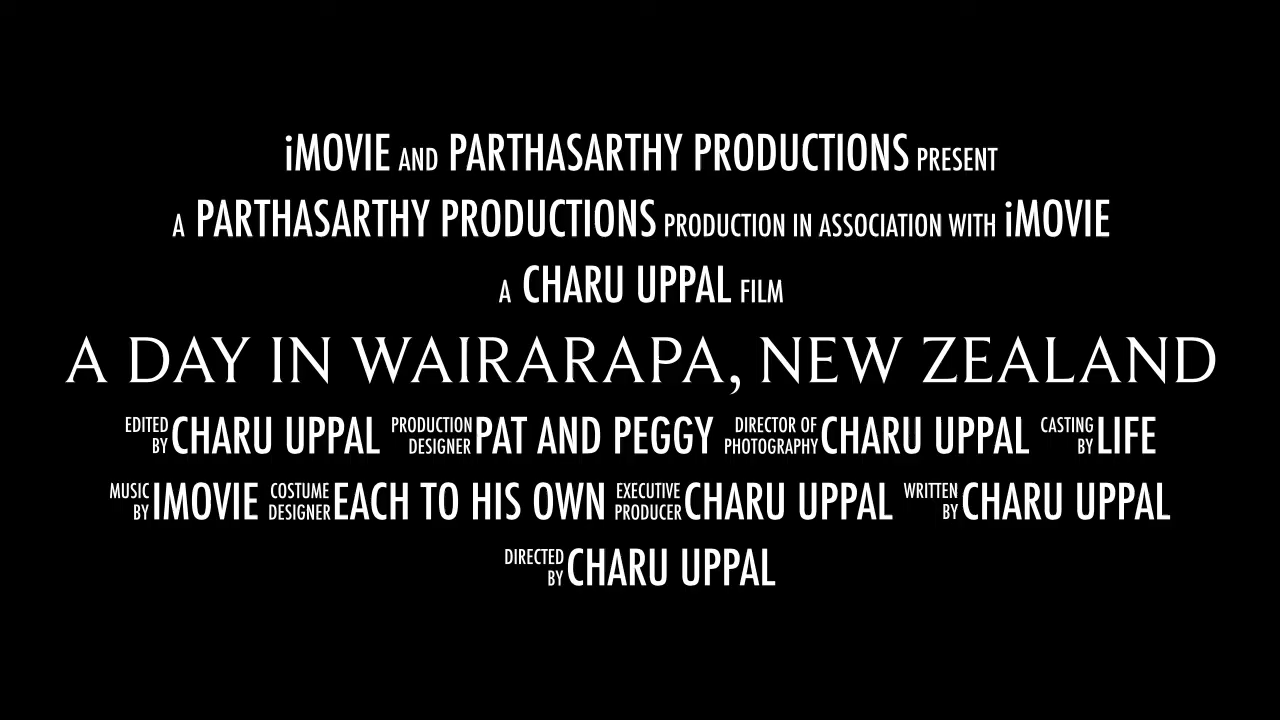 iMOVIE AND PARTHASARTHY PRODUCTIONS PRESENT
A PARTHASARTHY PRODUCTIONS PRODUCTION IN ASSOCIATION WITH iMOVIE
A CHARU UPPAL FILM
A DAY IN WAIRARAPA, NEW ZEALAND
EDITED BY CHARU UPPAL PRODUCTION DESIGNER PAT AND PEGGY DIRECTOR OF PHOTOGRAPHY CHARU UPPAL CASTING BY LIFE
MUSIC BY IMOVIE COSTUME DESIGNER EACH TO HIS OWN EXECUTIVE PRODUCER CHARU UPPAL WRITTEN BY CHARU UPPAL
DIRECTED BY CHARU UPPAL